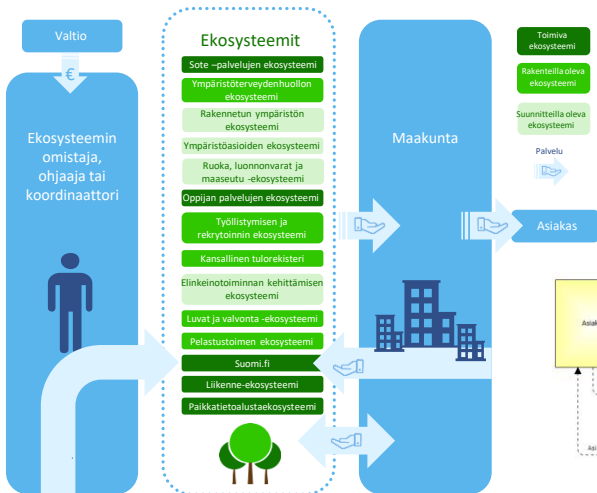 Valtio
€
Ekosysteemin
omistaja,
ohjaaja tai
koordinaattori
Ekosysteemit
Sote –palvelujen ekosysteemi
Ympäristöterveydenhuollon
ekosysteemi
Rakennetun ympäristön
ekosysteemi
Ympäristöasioiden ekosysteemi
Ruoka, luonnonvarat ja
maaseutu -ekosysteemi
Oppijan palvelujen ekosysteemi
Työllistymisen ja
rekrytoinnin ekosysteemi
Kansallinen tulorekisteri
Elinkeinotoiminnan kehittämisen
ekosysteemi
Luvat ja valvonta -ekosysteemi
Pelastustoimen ekosysteemi
Suomi.fi
Liikenne-ekosysteemi
Paikkatietoalustaekosysteemi
Maakunta
Toimiva
ekosysteemi
Rakenteilla oleva
ekosysteemi
Suunnitteilla oleva
ekosysteemi
Palvelu
Asiakas